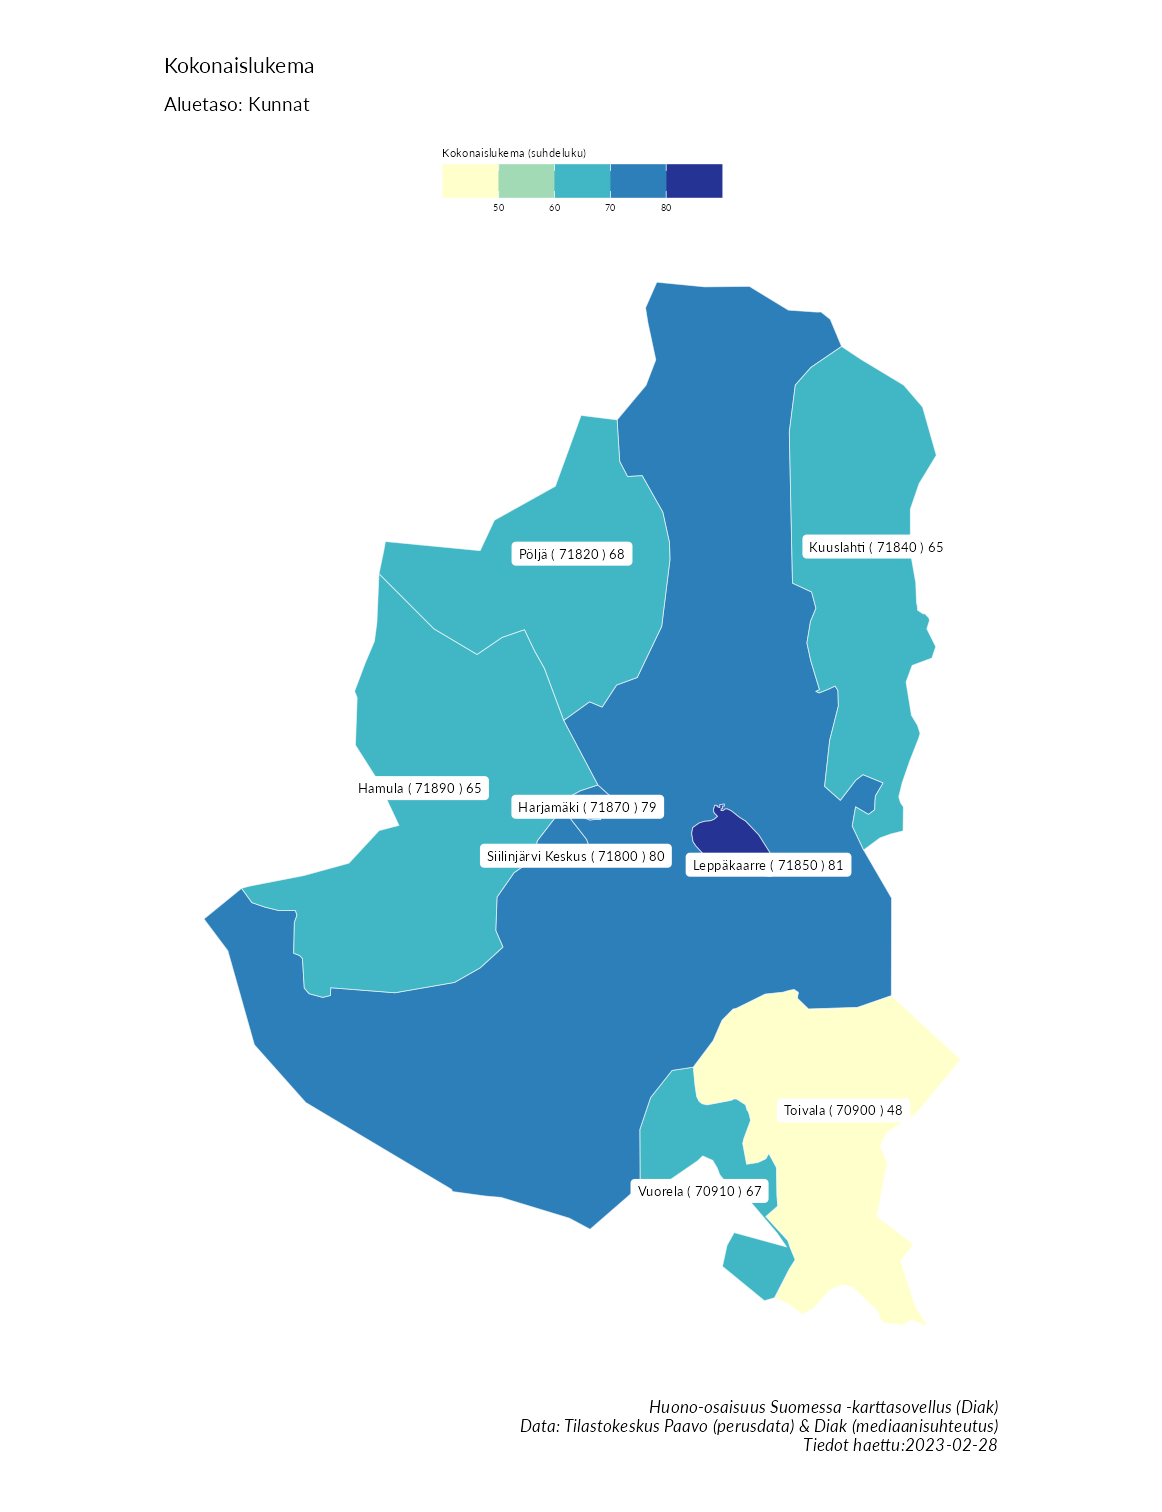 Kokonaislukema
Aluetaso: Kunnat
Kokonaislukema (suhdeluku)
50 60 70 80
Kuuslahti ( 71840 ) 65
Pöljä ( 71820 ) 68
Hamula ( 71890 ) 65
Harjamäki ( 71870 ) 79
Siilinjärvi Keskus ( 71800 ) 80
Leppäkaarre ( 71850 ) 81
Toivala ( 70900 ) 48
Vuorela ( 70910 ) 67
Huono-osaisuus Suomessa -karttasovellus (Diak)
Data: Tilastokeskus Paavo (perusdata) & Diak (mediaanisuhteutus)
Tiedot haettu:2023-02-28